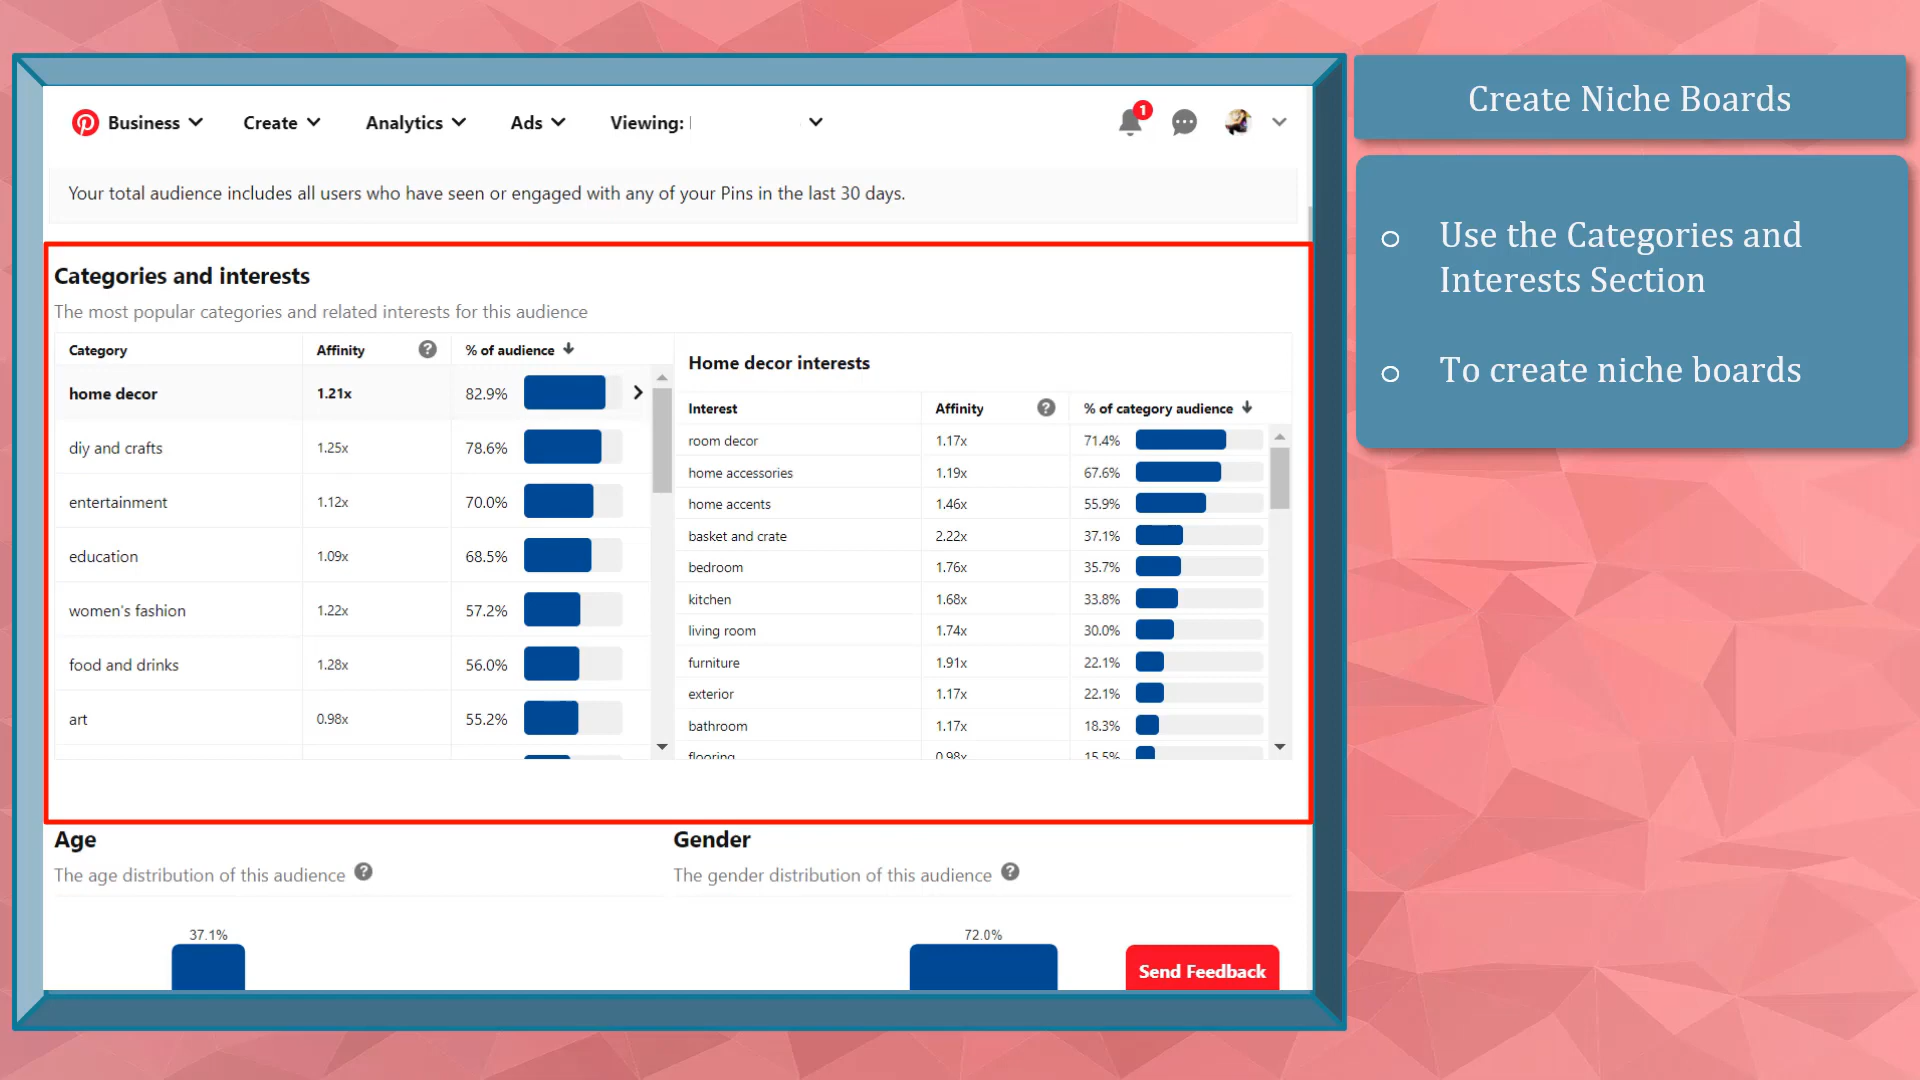 Create Niche Boards
Business Create Analytics Ads Viewing: 1
Your total audience includes all users who have seen or engaged with any of your Pins in the last 30 days.
Use the Categories and
Interests Section
To create niche boards
Categories and interests
The most popular categories and related interests for this audience
Category Affinity ? % of audience
home decor 1.21x 82.9%
diy and crafts 1.25x 78.6%
entertainment 1.12x 70.0%
education 1.09x 68.5%
women's fashion 1.22x 57.2%
food and drinks 1.28x 56.0%
art 0.98x 55.2%
Home decor interests
Interest Affinity ? % of category audience
room decor 1.17x 71.4%
home accessories 1.19x 67.6%
home accents 1.46x 55.9%
basket and crate 2.22x 37.1%
bedroom 1.76x 35.7%
kitchen 1.68x 33.8%
living room 1.74x 30.0%
furniture 1.91x 22.1%
exterior 1.17x 22.1%
bathroom 1.17x 18.3%
flooring 0.98x 15.5%
Age
The age distribution of this audience ?
37.1%
Gender
The gender distribution of this audience ?
72.0%
Send Feedback